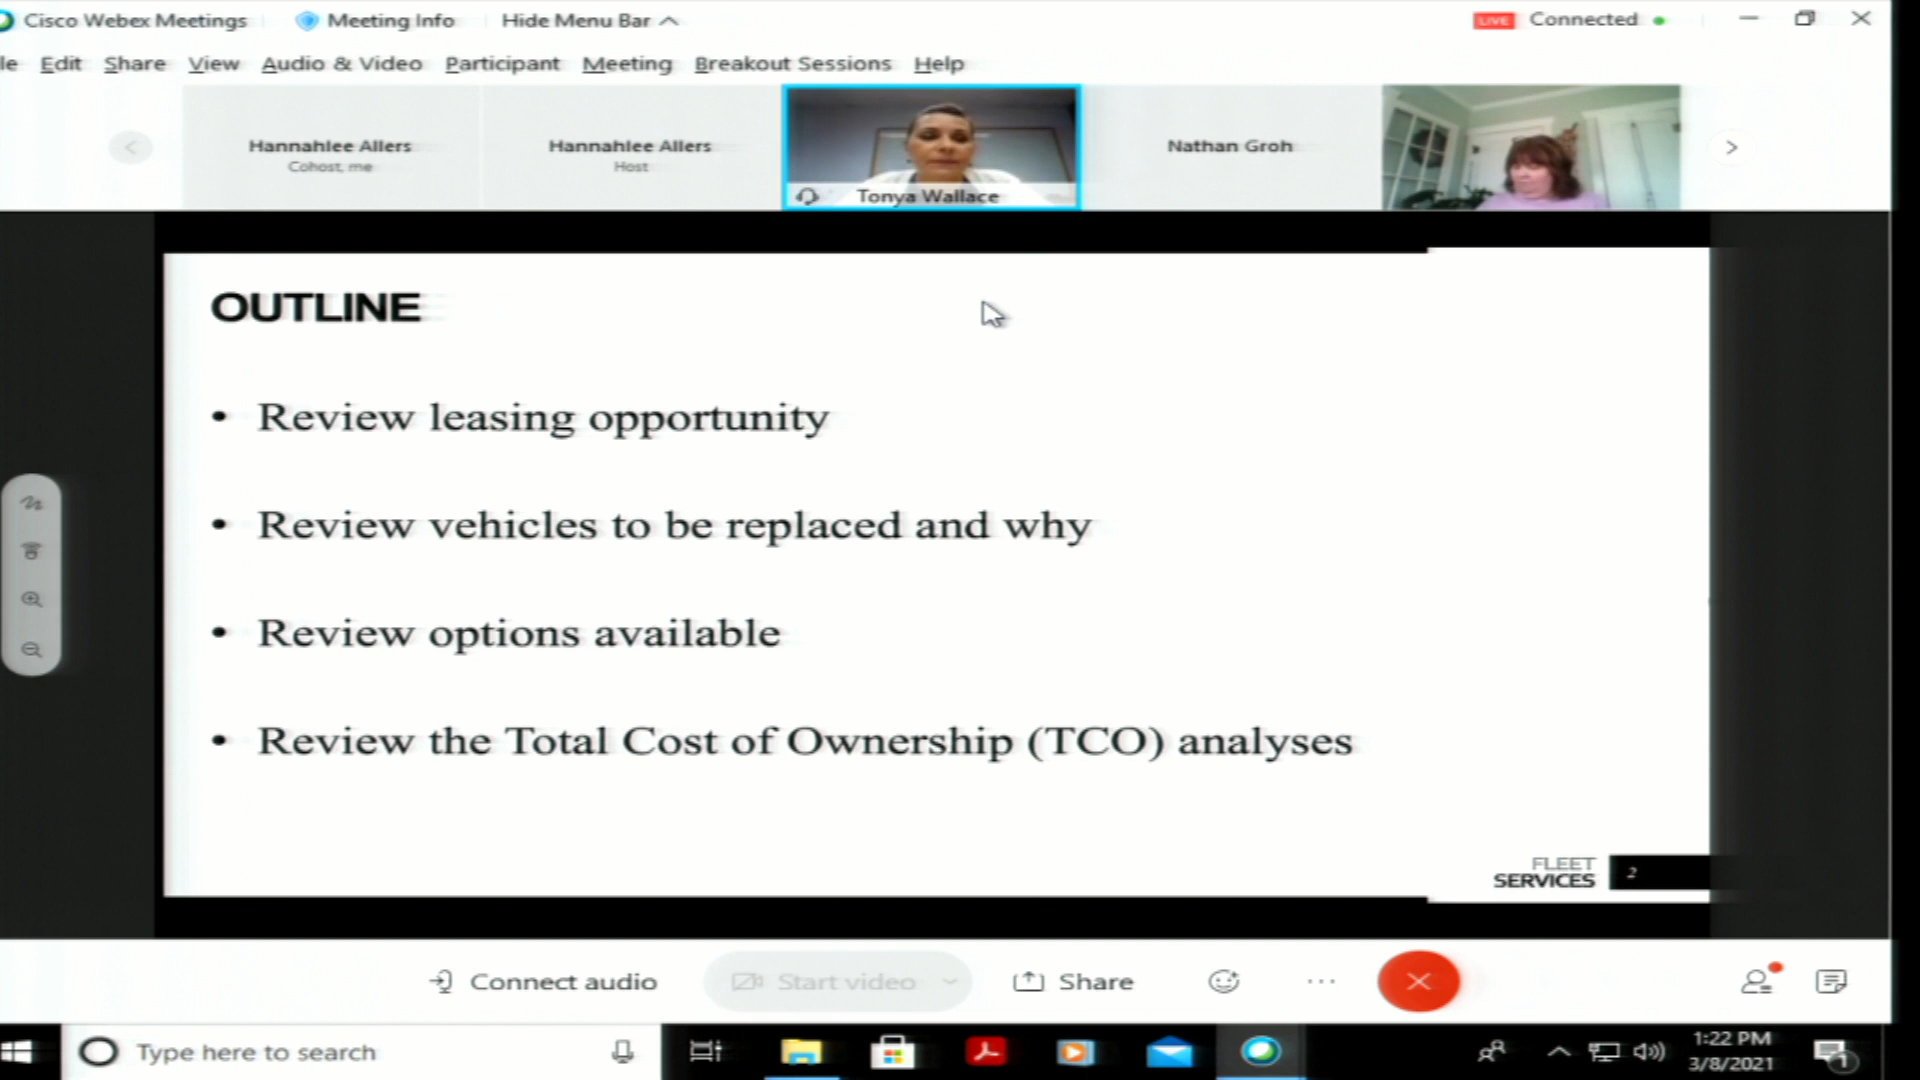 Cisco Webex Meetings Meeting Info Hide Menu Bar LIVE Connected
le Edit Share View Audio & Video Participant Meeting Breakout Sessions Help
Hannahlee Allers
Cohost, me
Hannahlee Allers
Host
Tonya Wallace
Nathan Groh
OUTLINE
• Review leasing opportunity
• Review vehicles to be replaced and why
• Review options available
• Review the Total Cost of Ownership (TCO) analyses
FLEET
SERVICES
2
Connect audio Start video Share
Type here to search
1:22 PM
3/8/2021
1